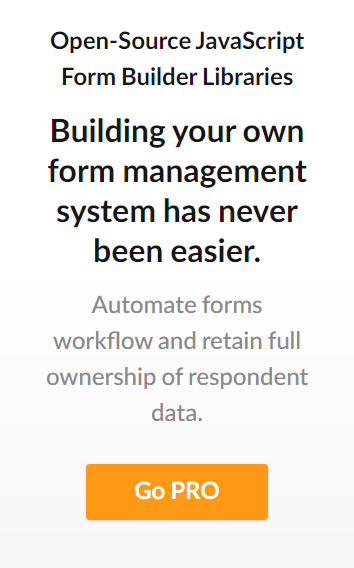 Open-Source JavaScript
Form Builder Libraries
Building your own
form management
system has never
been easier.
Automate forms
workflow and retain full
ownership of respondent
data.
Go PRO